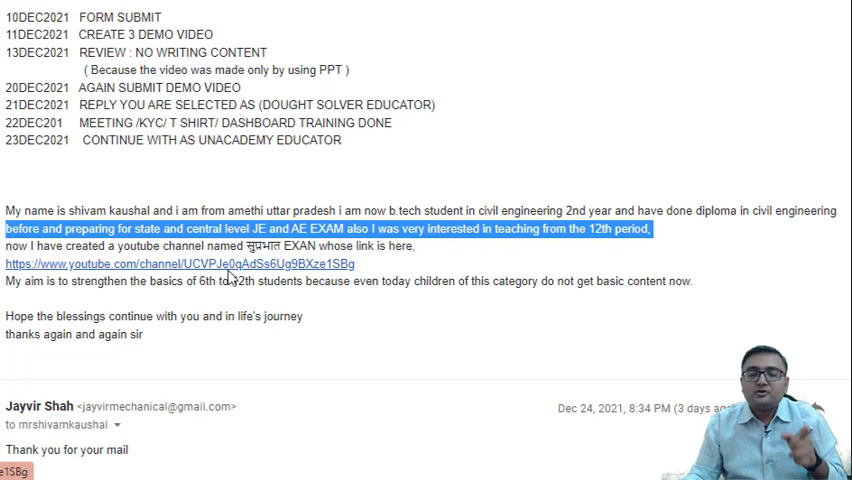 10DEC2021 FORM SUBMIT
11DEC2021 CREATE 3 DEMO VIDEO
13DEC2021 REVIEW : NO WRITING CONTENT
( Because the video was made only by using PPT )
20DEC2021 AGAIN SUBMIT DEMO VIDEO
21DEC2021 REPLY YOU ARE SELECTED AS (DOUGHT SOLVER EDUCATOR)
22DEC201 MEETING /KYC/ T SHIRT/ DASHBOARD TRAINING DONE
23DEC2021 CONTINUE WITH AS UNACADEMY EDUCATOR
My name is shivam kaushal and i am from amethi uttar pradesh i am now b.tech student in civil engineering 2nd year and have done diploma in civil engineering
before and preparing for state and central level JE and AE EXAM also I was very interested in teaching from the 12th period,
now I have created a youtube channel named सुप्रभात EXAN whose link is here,
https://www.youtube.com/channel/UCVPJe0qAdSs6Ug9BXze1SBg
My aim is to strengthen the basics of 6th to 12th students because even today children of this category do not get basic content now.
Hope the blessings continue with you and in life's journey
thanks again and again sir
Jayvir Shah <jayvirmechanical@gmail.com> Dec 24, 2021, 8:34 PM (3 days
to mrshivamkaushal
Thank you for your mail
e1SBg